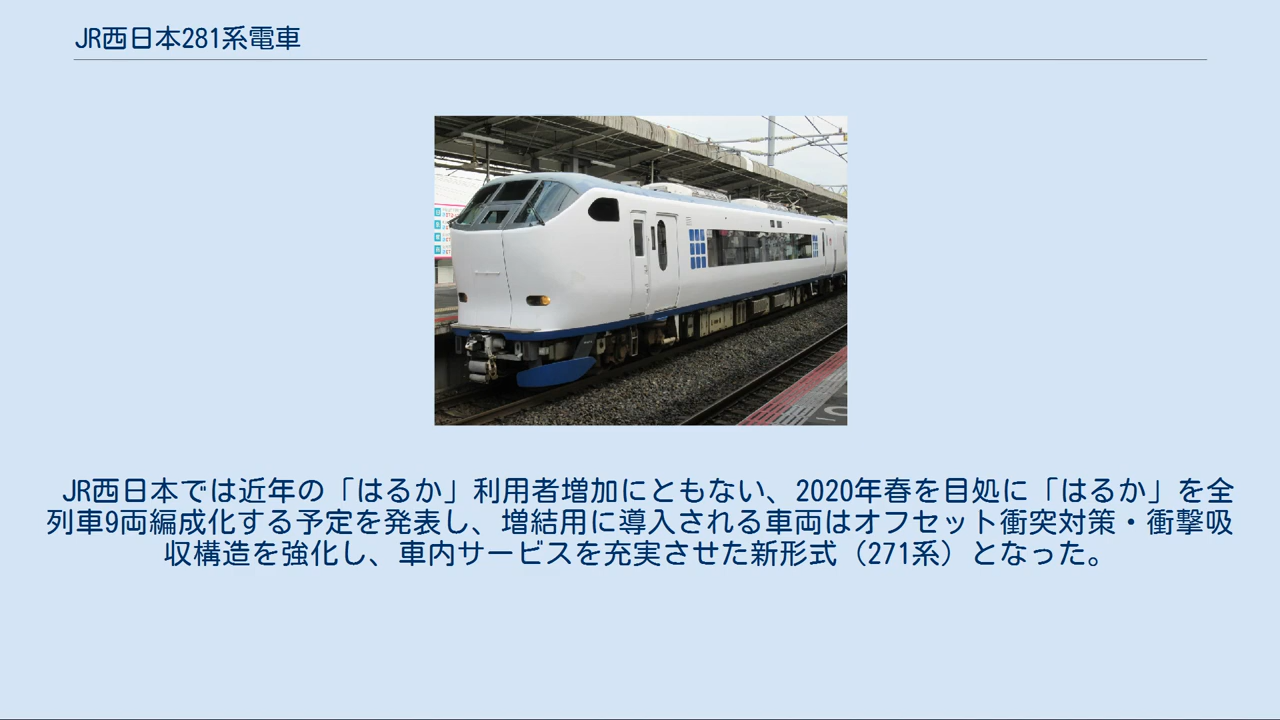 JR西日本281系電車
JR西日本では近年の「はるか」利用者増加にともない、2020年春を目処に「はるか」を全
列車9両編成化する予定を発表し、増結用に導入される車両はオフセット衝突対策・衝撃吸
収構造を強化し、車内サービスを充実させた新形式（271系）となった。